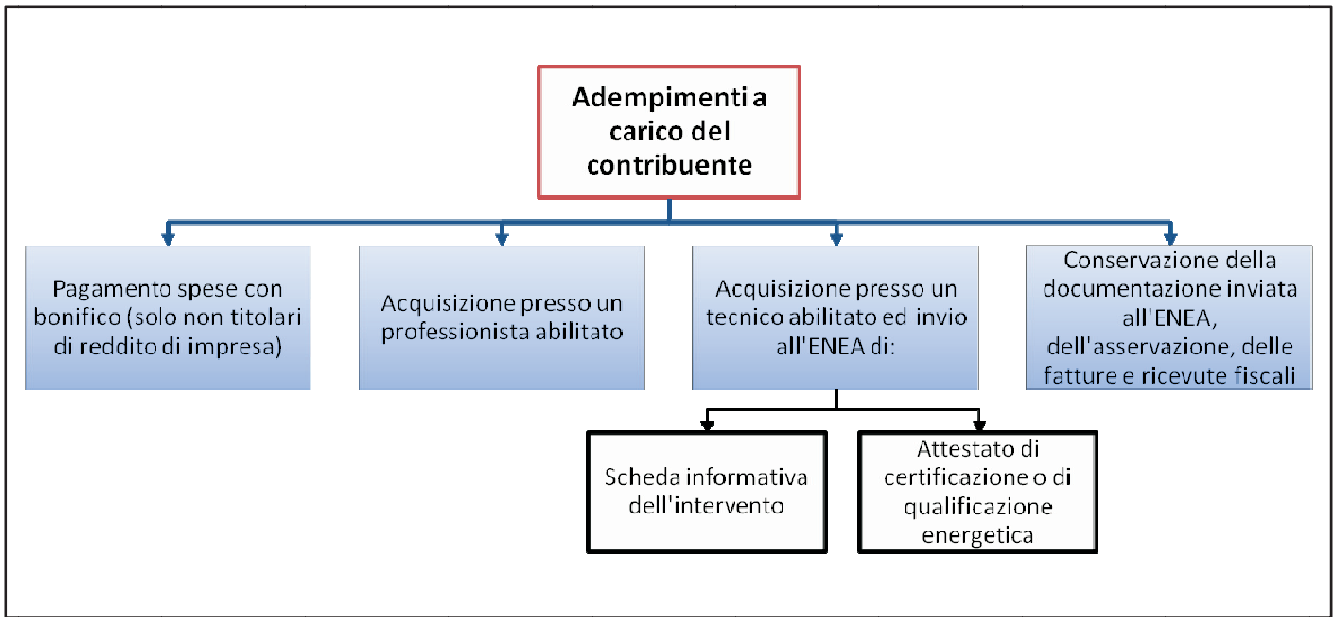 Adempimenti a
carico del
contribuente
Pagamento spese con
bonifico (solo non titolari
di reddito di impresa)
Acquisizione presso un
professionista abilitato
Acquisizione presso un
tecnico abilitato ed invio
all'ENEA di:
Conservazione della
documentazione inviata
all'ENEA,
dell'asservazione, delle
fatture e ricevute fiscali
Scheda informativa
dell'intervento
Attestato di
certificazione o di
qualificazione
energetica